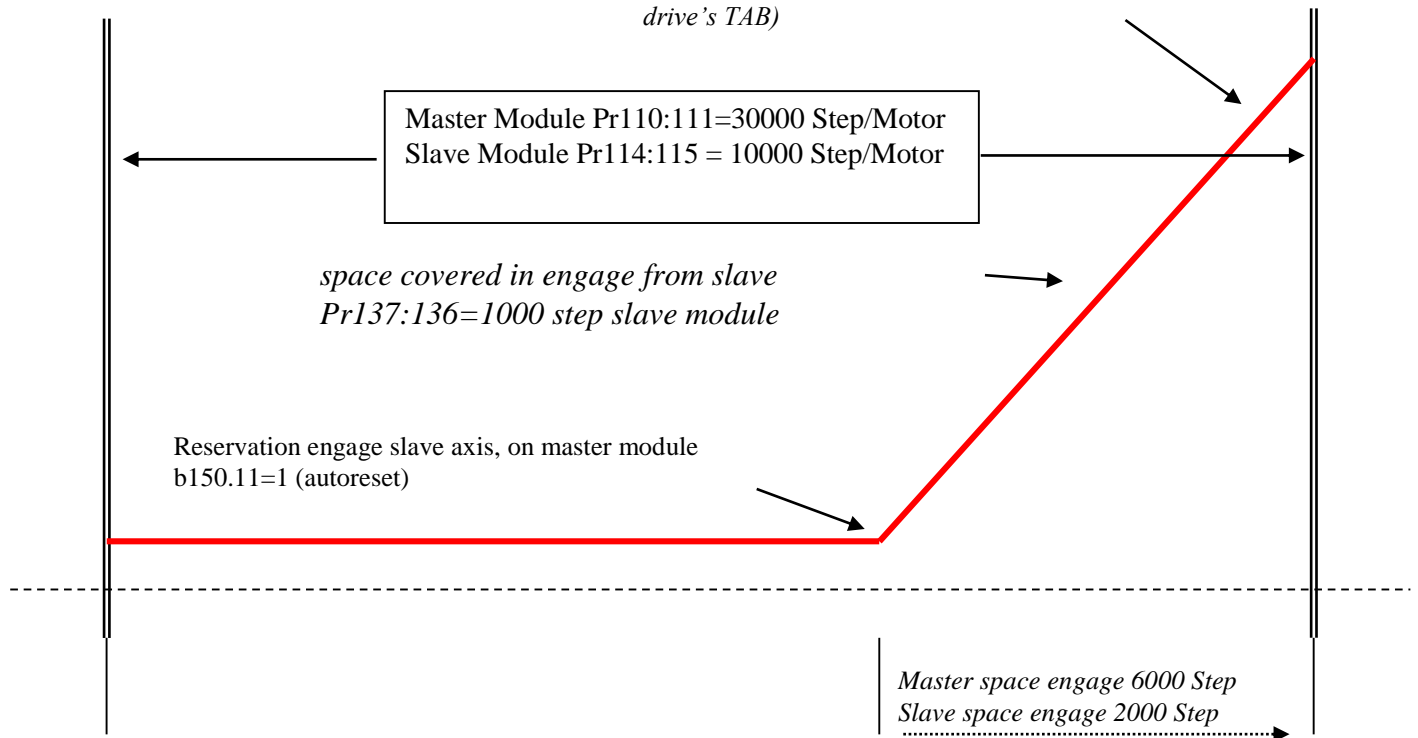 drive’s TAB)
Master Module Pr110:111=30000 Step/Motor
Slave Module Pr114:115 = 10000 Step/Motor
space covered in engage from slave
Pr137:136=1000 step slave module
Reservation engage slave axis, on master module
b150.11=1 (autoreset)
Master space engage 6000 Step
Slave space engage 2000 Step